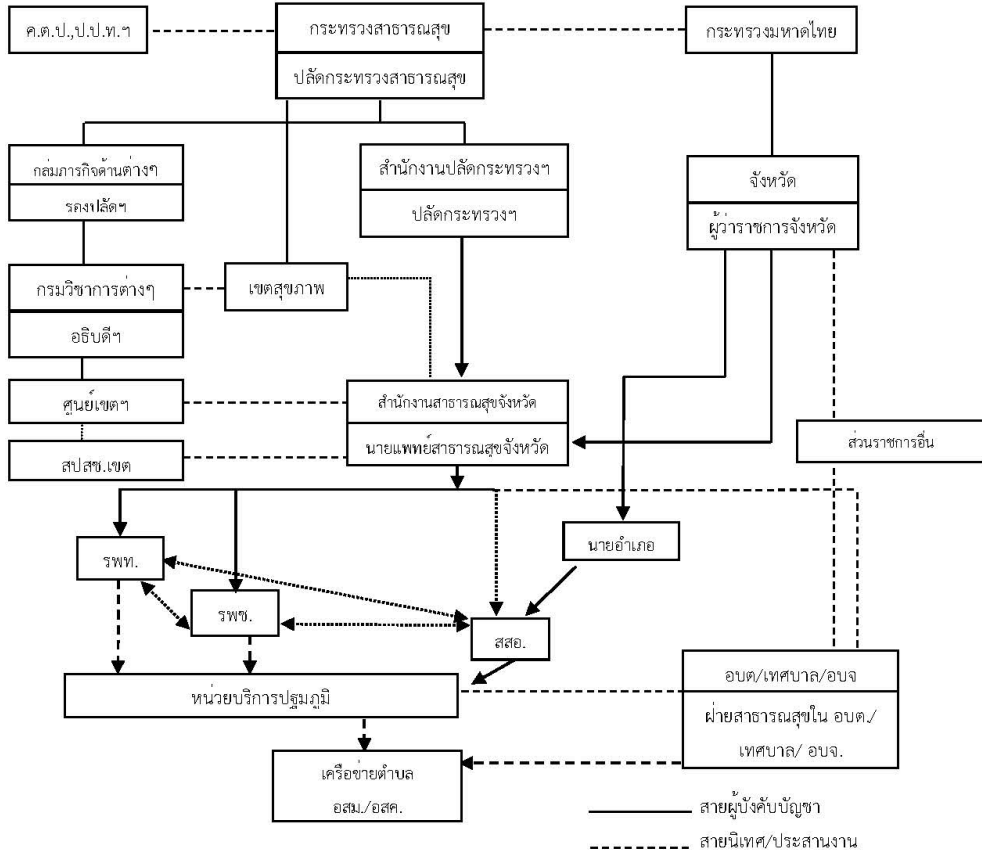 ค.ต.ป.,ป.ป.ท.ฯ
กระทรวงสาธารณสุข
กระทรวงมหาดไทย
ปลัดกระทรวงสาธารณสุข
กลุ่มภารกิจด้านต่างๆ
สำนักงานปลัดกระทรวงฯ
จังหวัด
รองปลัดฯ
ปลัดกระทรวงฯ
ผู้ว่าราชการจังหวัด
กรมวิชาการต่างๆ
เขตสุขภาพ
อธิบดีฯ
ศูนย์เขตฯ
สำนักงานสาธารณสุขจังหวัด
นายแพทย์สาธารณสุขจังหวัด
ส่วนราชการอื่น
สปสช.เขต
รพท.
นายอำเภอ
รพช.
สสอ.
อบต/เทศบาล/อบจ
หน่วยบริการปฐมภูมิ
ฝ่ายสาธารณสุขใน อบต./
เทศบาล/ อบจ.
เครือข่ายตำบล
อสม./อสค.
สายผู้บังคับบัญชา
สายนิเทศ/ประสานงาน